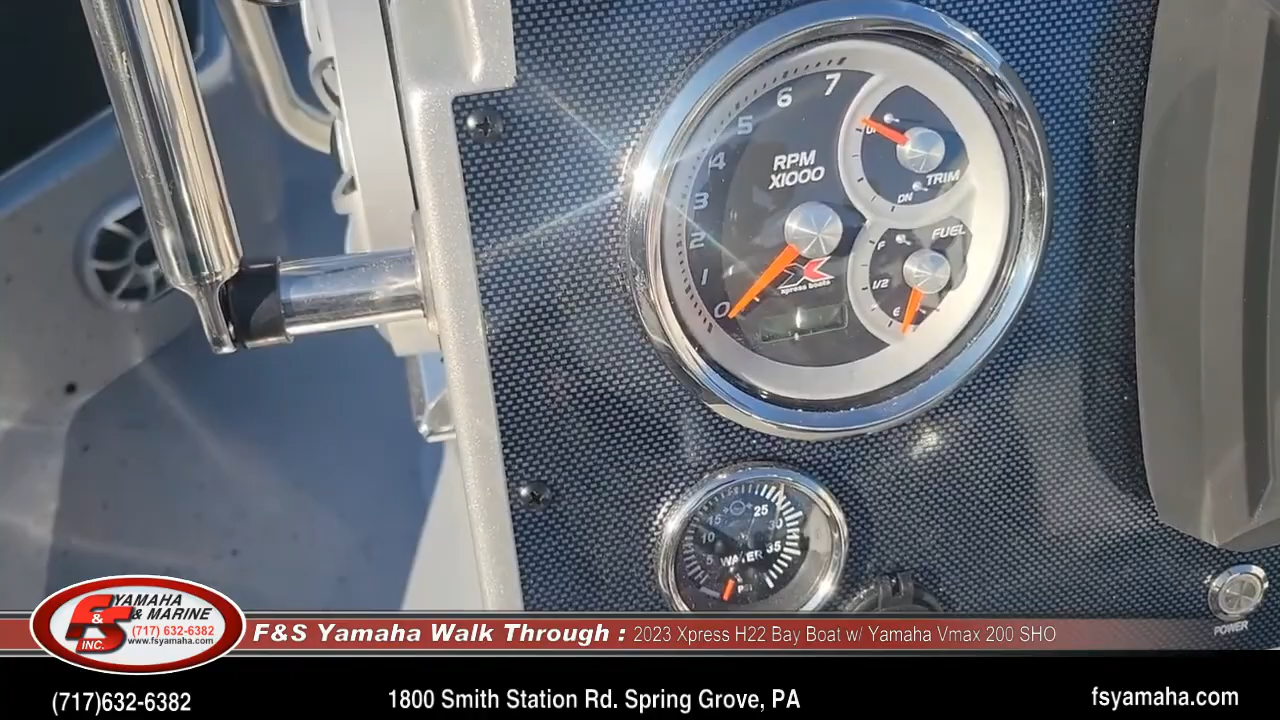 7
6
5
4
3
2
1
0
RPM
X1000
xpress boats
UP
TRIM
DN
FUEL
F
1/2
E
25
15
30
10
WATER 35
5
PSI
POWER
YAMAHA
F&S & MARINE
(717) 632-6382
INC. www.fsyamaha.com
F&S Yamaha Walk Through : 2023 Xpress H22 Bay Boat w/ Yamaha Vmax 200 SHO
(717)632-6382 1800 Smith Station Rd. Spring Grove, PA fsyamaha.com